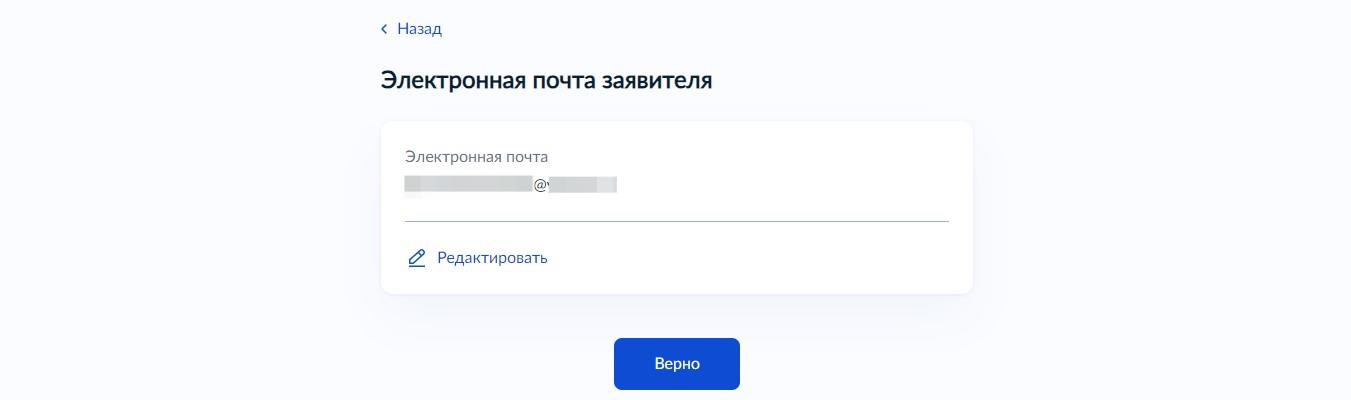 Назад
Электронная почта заявителя
Электронная почта
@
Редактировать
Верно